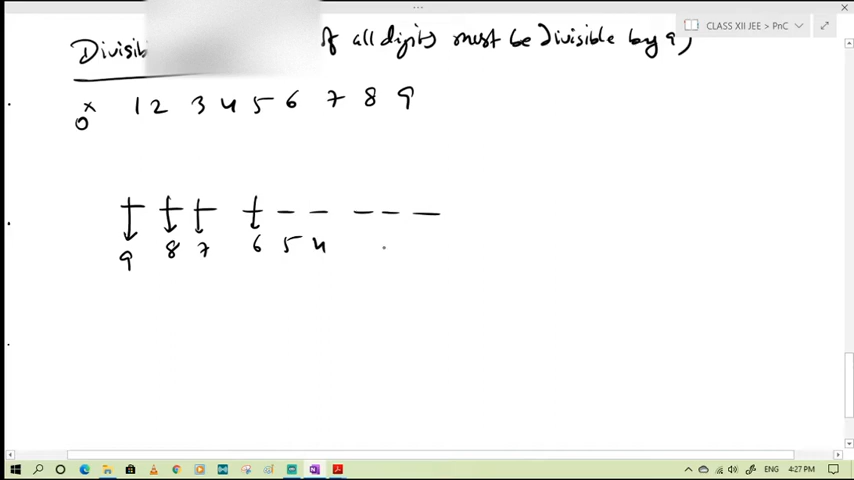 CLASS XII JEE > PnC
all digits must be divisible by 9)
0 × 1 2 3 4 5 6 7 8 9
9 8 7 6 5 4
ENG 4:27 PM